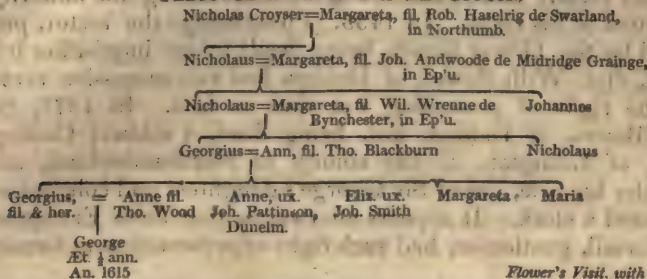 Nicholas Croyser=Margareta, fil. Rob. Haselrig de Swarland,
in Northumb.
Nicholaus=Margareta, fil. Joh. Andwoode de Midridge Grainge,
in Ep'u.
Nicholaus=Margareta, fil. Wil. Wrenne de Bynchester, in Ep'u.
Johannes
Georgius=Ann, fil. Tho. Blackburn
Nicholaus
Georgius, fil & her. = Anne fil. Tho. Wood
Anne, ux. Joh. Pattinson, Dunelm.
Eliz. ux. Joh. Smith
Margareta
Maria
George
Æt. ½ ann.
An. 1615
Flower's Visit. with